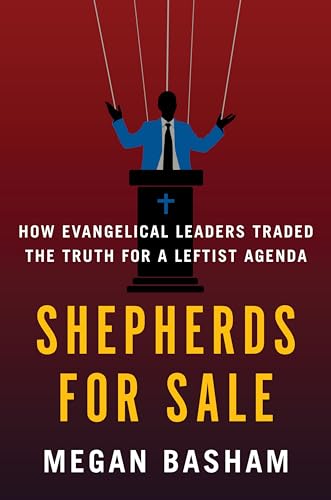 HOW EVANGELICAL LEADERS TRADED
THE TRUTH FOR A LEFTIST AGENDA
SHEPHERDS
FOR SALE
MEGAN BASHAM